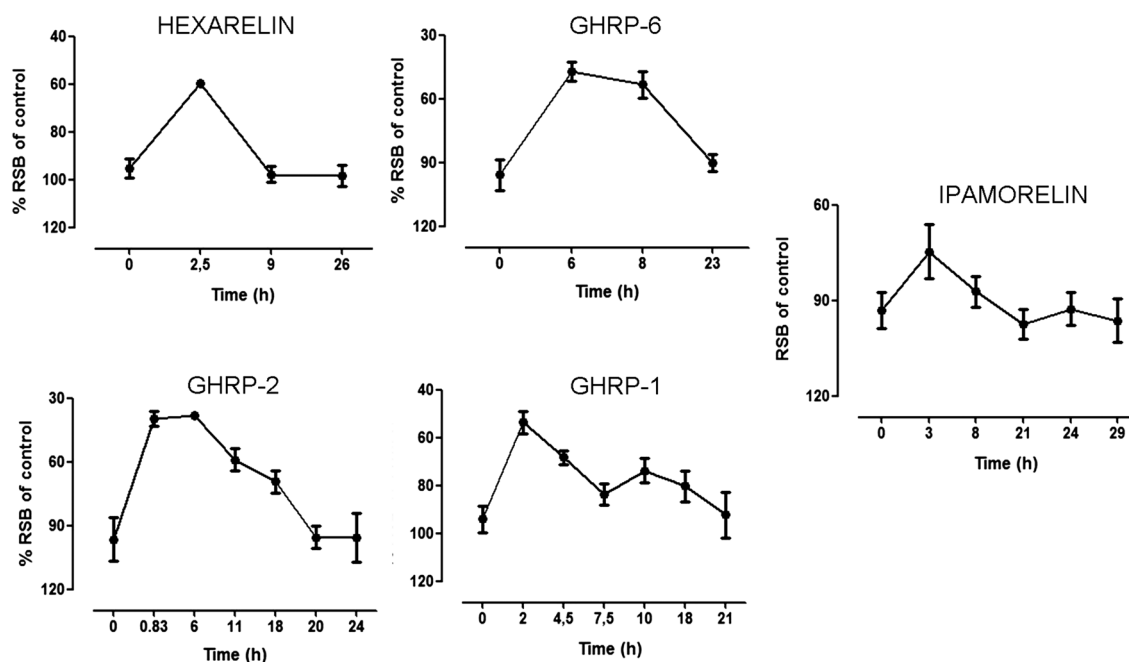 HEXARELIN
% RSB of control
40
60
80
100
120
0 2,5 9 26
Time (h)
GHRP-6
% RSB of control
30
60
90
120
0 6 8 23
Time (h)
IPAMORELIN
RSB of control
60
90
120
0 3 8 21 24 29
Time (h)
GHRP-2
% RSB of control
30
60
90
120
0 0.83 6 11 18 20 24
Time (h)
GHRP-1
% RSB of control
40
60
80
100
120
0 2 4,5 7,5 10 18 21
Time (h)